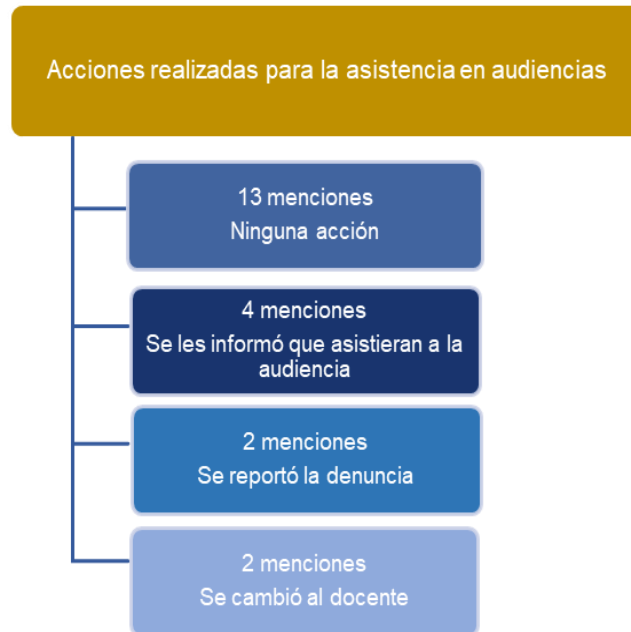 Acciones realizadas para la asistencia en audiencias
13 menciones
Ninguna acción
4 menciones
Se les informó que asistieran a la
audiencia
2 menciones
Se reportó la denuncia
2 menciones
Se cambió al docente